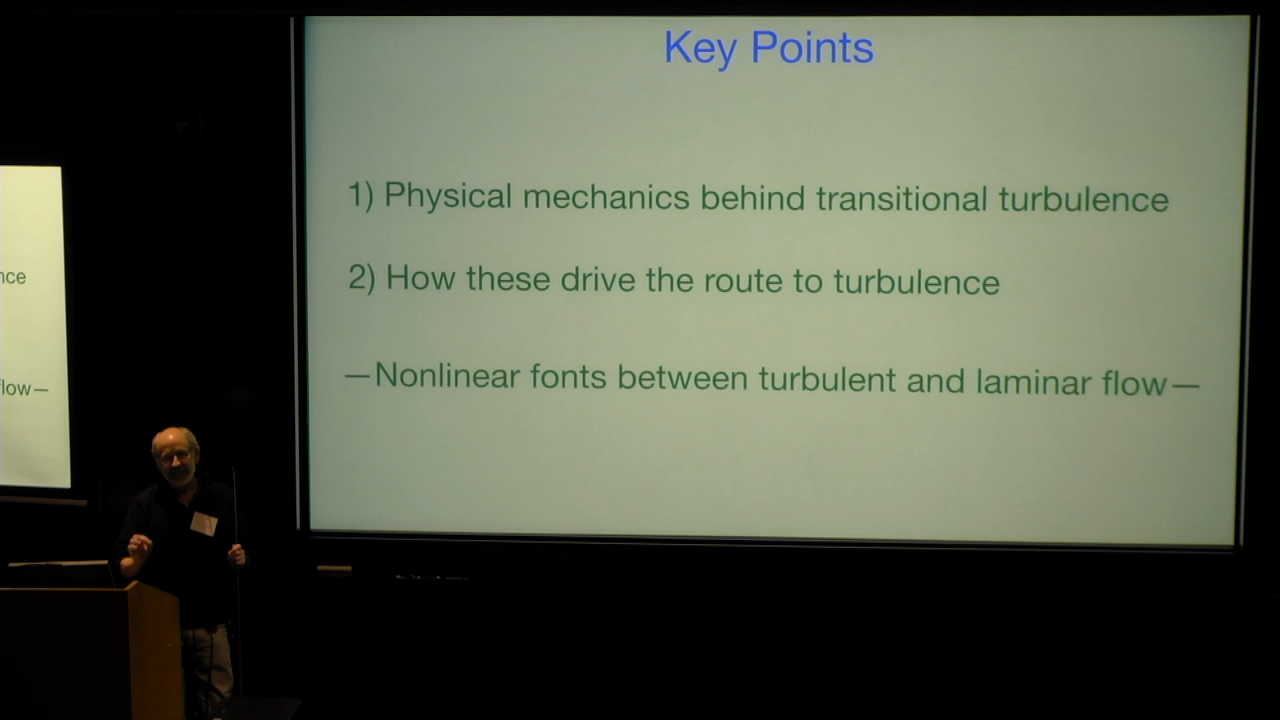 Key Points
1) Physical mechanics behind transitional turbulence
2) How these drive the route to turbulence
—Nonlinear fonts between turbulent and laminar flow—
nce
flow—